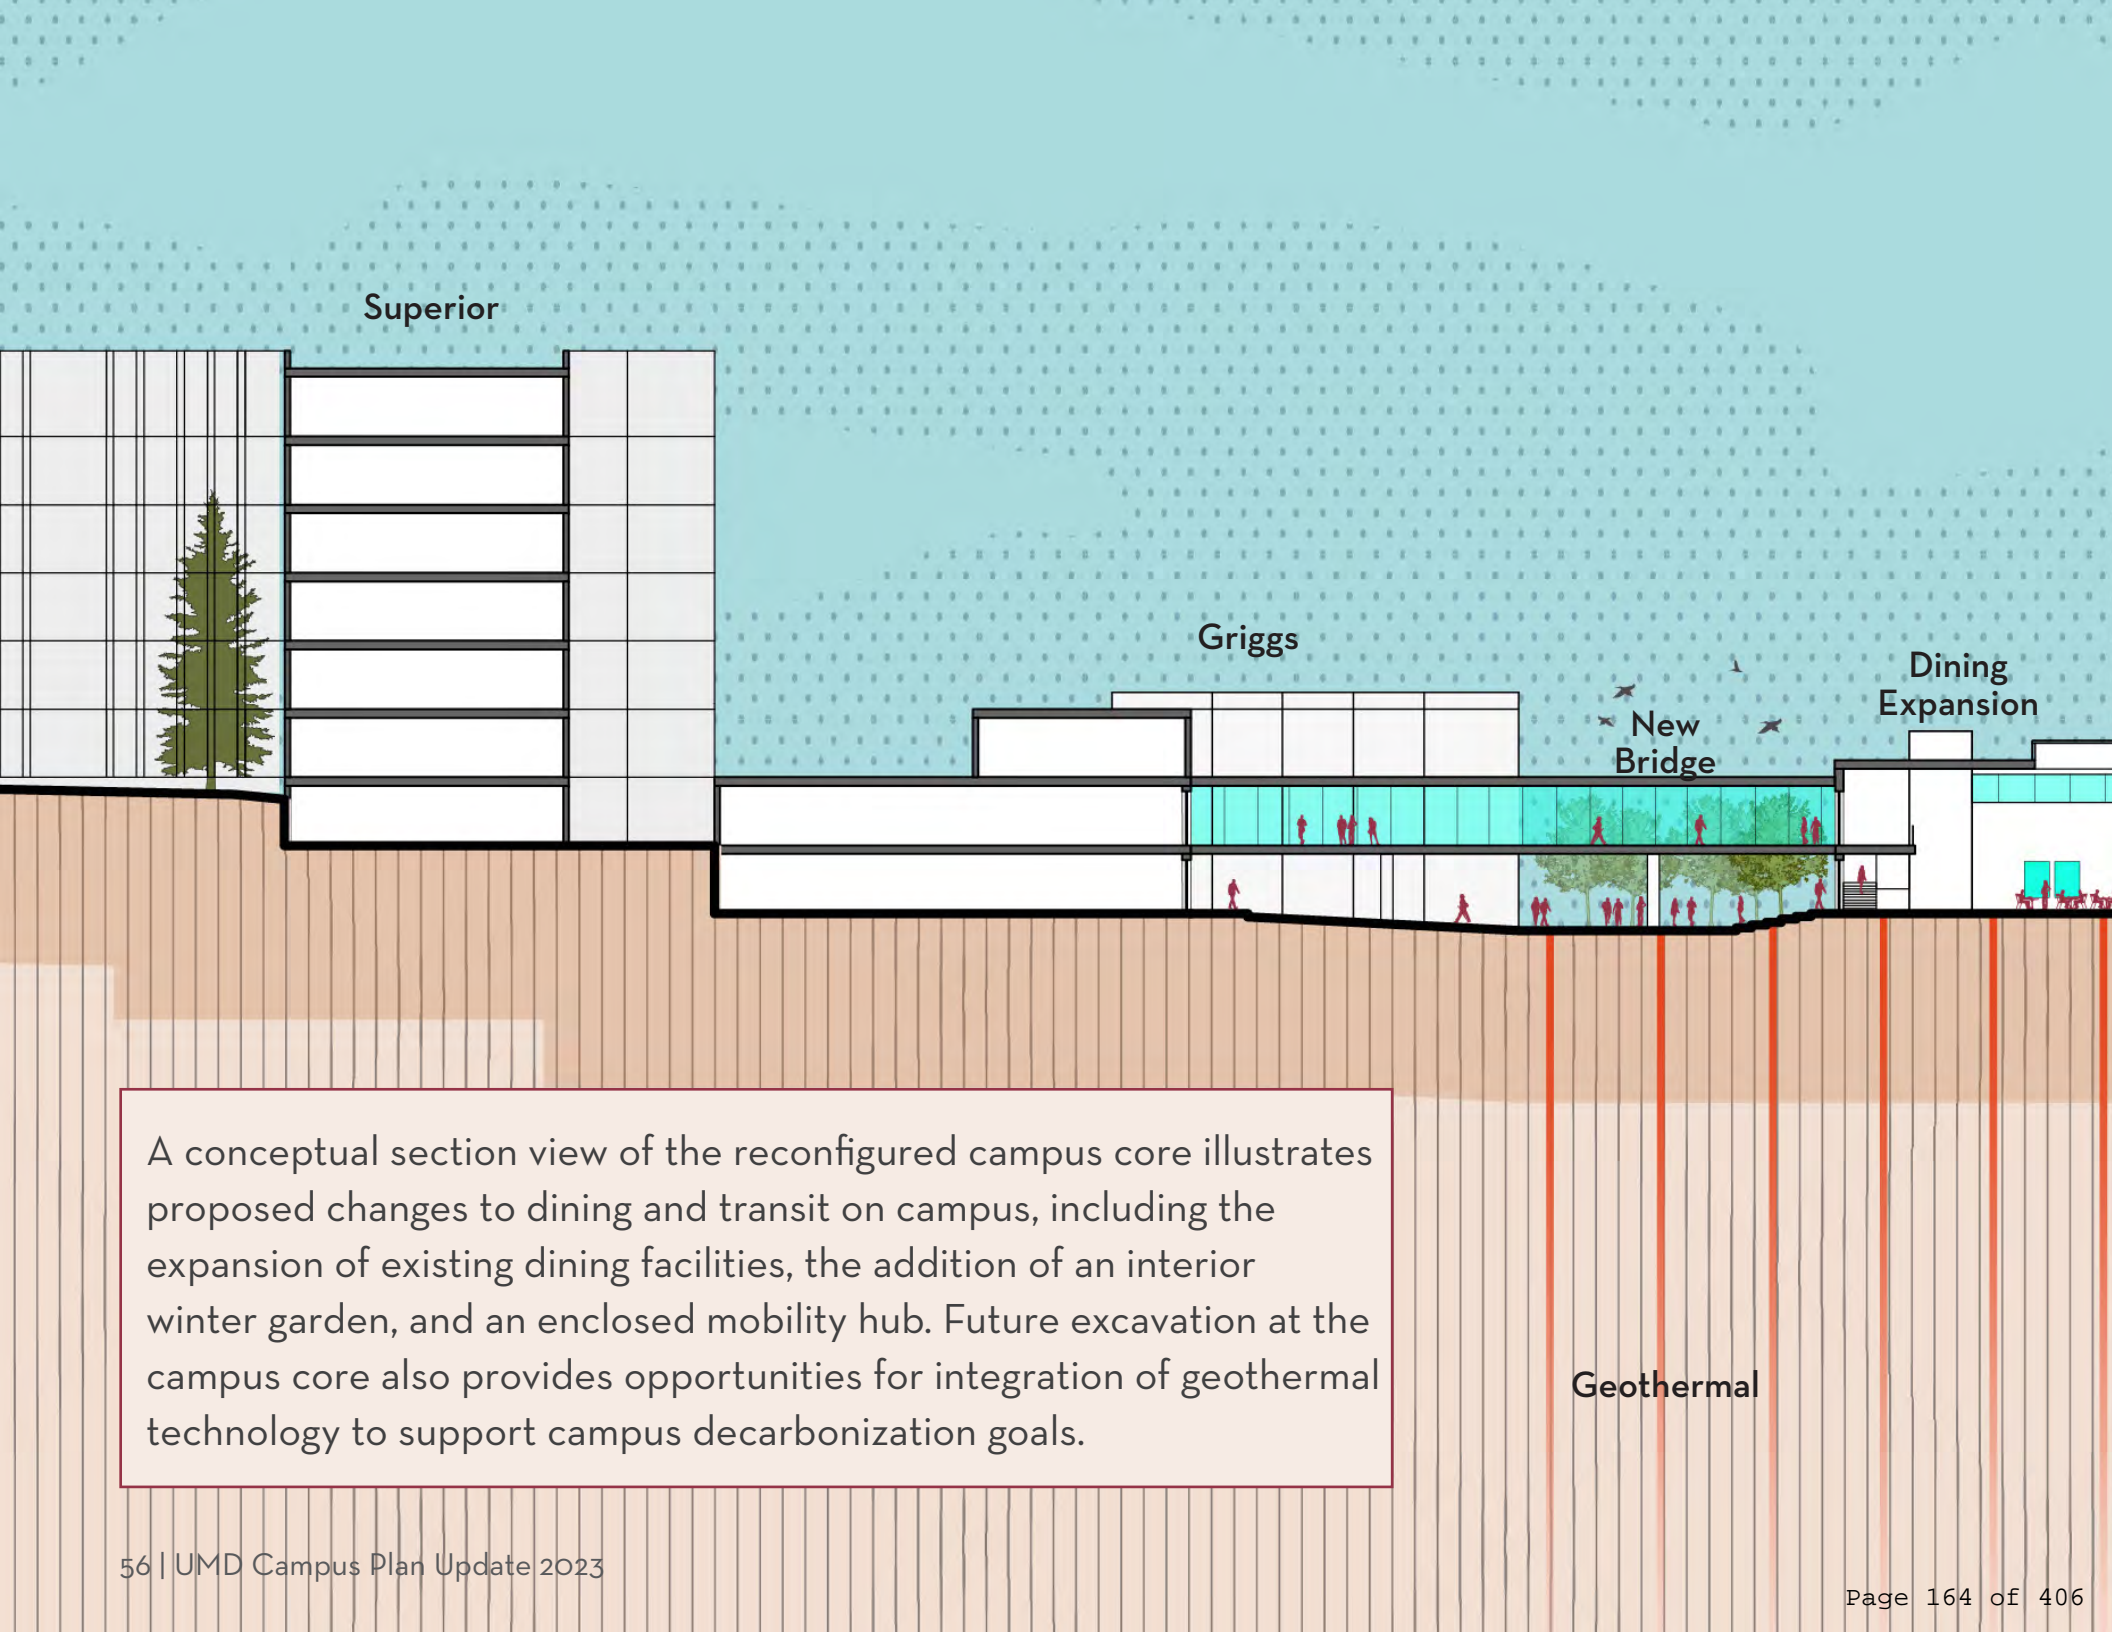 Superior
Griggs
New
Bridge
Dining
Expansion
A conceptual section view of the reconfigured campus core illustrates
proposed changes to dining and transit on campus, including the
expansion of existing dining facilities, the addition of an interior
winter garden, and an enclosed mobility hub. Future excavation at the
campus core also provides opportunities for integration of geothermal
technology to support campus decarbonization goals.
Geothermal
56 | UMD Campus Plan Update 2023
Page 164 of 406